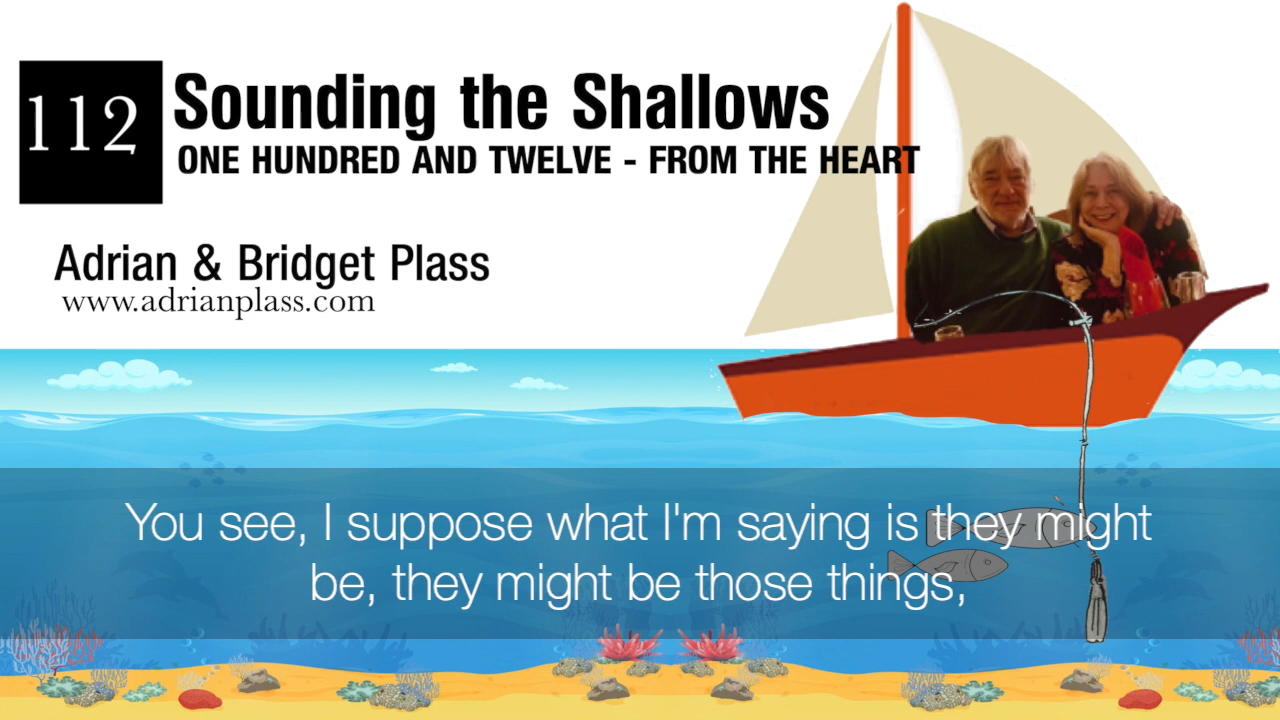 112
Sounding the Shallows
ONE HUNDRED AND TWELVE - FROM THE HEART
Adrian & Bridget Plass
www.adrianplass.com
You see, I suppose what I'm saying is they might
be, they might be those things,